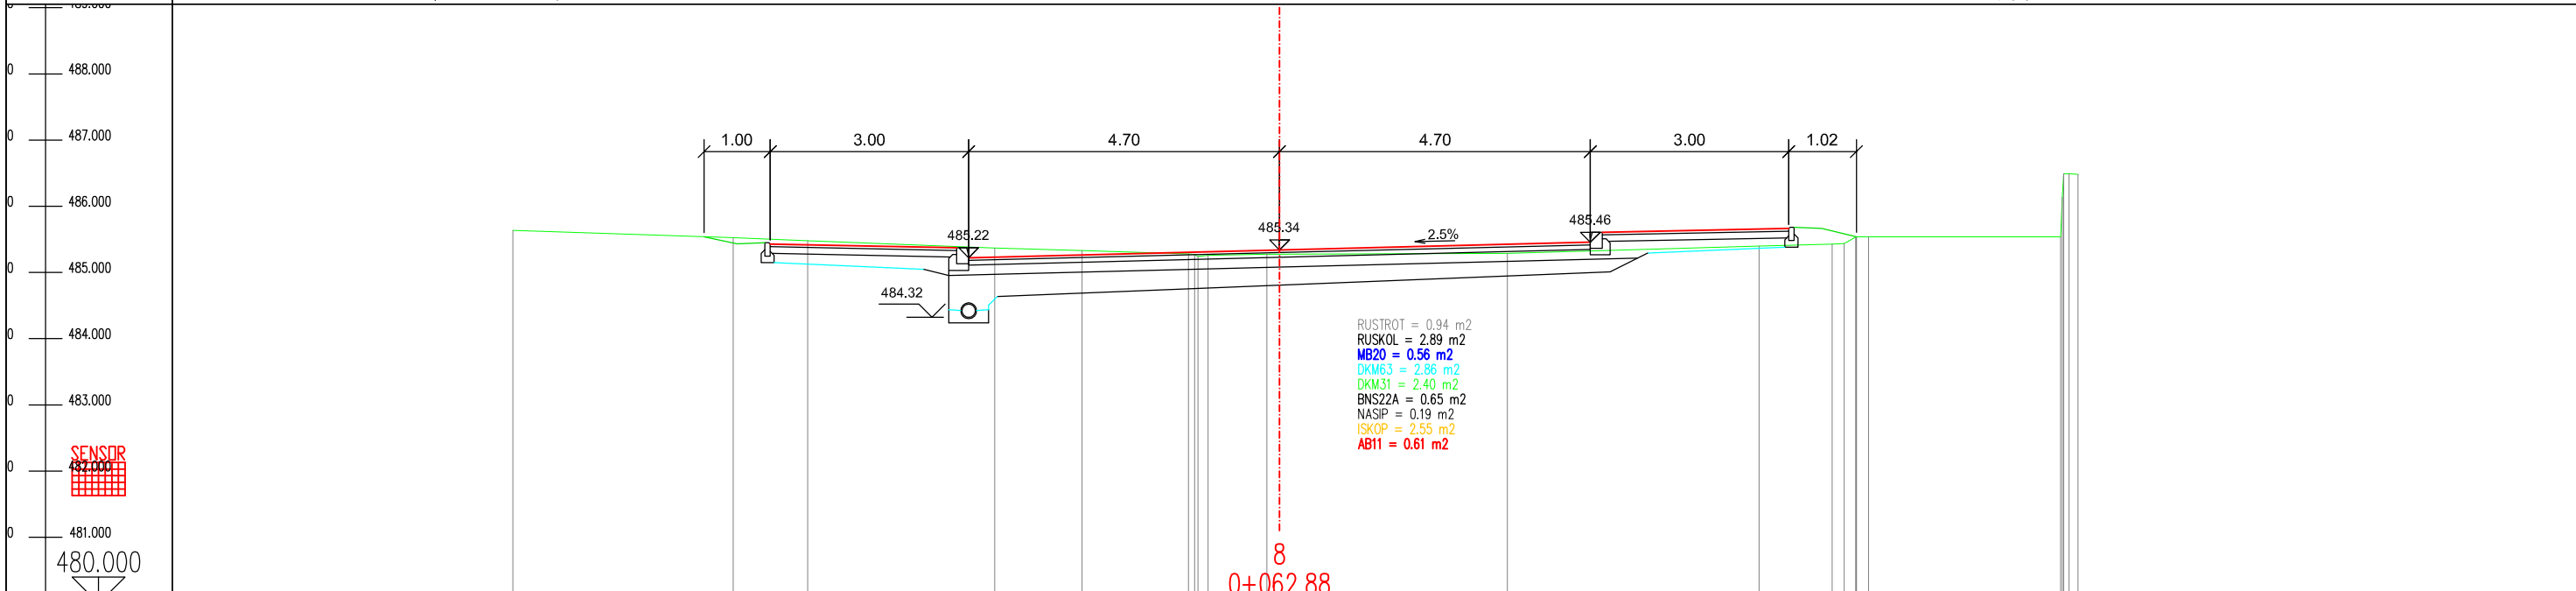 488.000
487.000
1.00 3.00 4.70 4.70 3.00 1.02
486.000
485.22 485.34 2.5% 485.46
485.000
484.32
484.000
RUSTROT = 0.94 m2
RUSKOL = 2.89 m2
MB20 = 0.56 m2
DKM63 = 2.86 m2
DKM31 = 2.40 m2
BNS22A = 0.65 m2
NASIP = 0.19 m2
ISKOP = 2.55 m2
AB11 = 0.61 m2
483.000
SENSOR
482.000
481.000
480.000
8
0+062.88